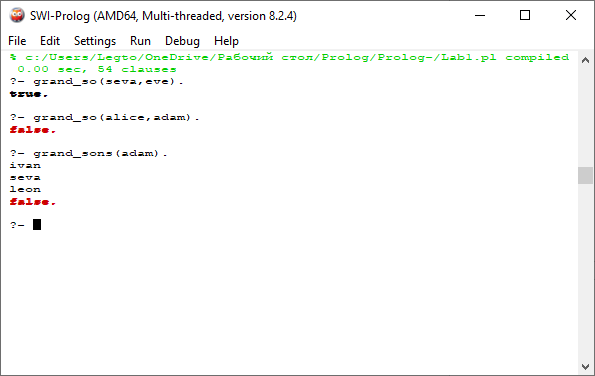 SWI-Prolog (AMD64, Multi-threaded, version 8.2.4)
File Edit Settings Run Debug Help
% c:/Users/Legto/OneDrive/Рабочий стол/Prolog/Prolog-/Lab1.pl compiled
0.00 sec, 54 clauses
?- grand_so(seva,eve).
true.
?- grand_so(alice,adam).
false.
?- grand_sons(adam).
ivan
seva
leon
false.
?-